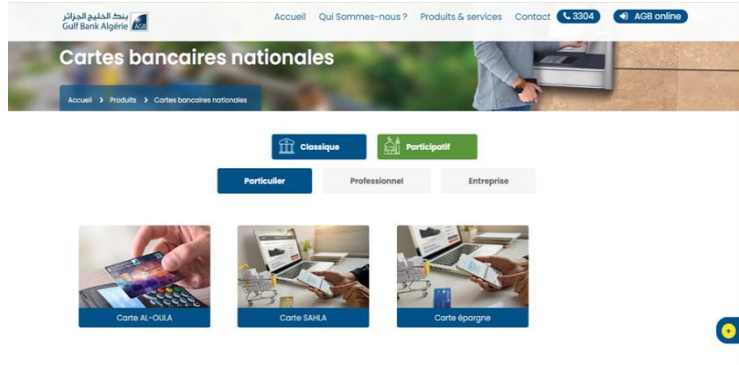 بنك الخليج الجزائر
Gulf Bank Algérie AGB
Accueil Qui Sommes-nous ? Produits & services Contact 3304 AGB online
Cartes bancaires nationales
Accueil > Produits > Cartes bancaires nationales
Classique Participatif
Particulier Professionnel Entreprise
Carte AL-OULA Carte SAHLA Carte épargne